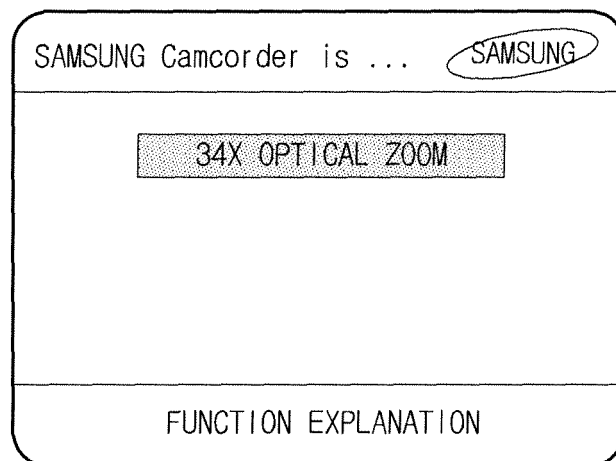 SAMSUNG Camcorder is ... SAMSUNG
34X OPTICAL ZOOM
FUNCTION EXPLANATION